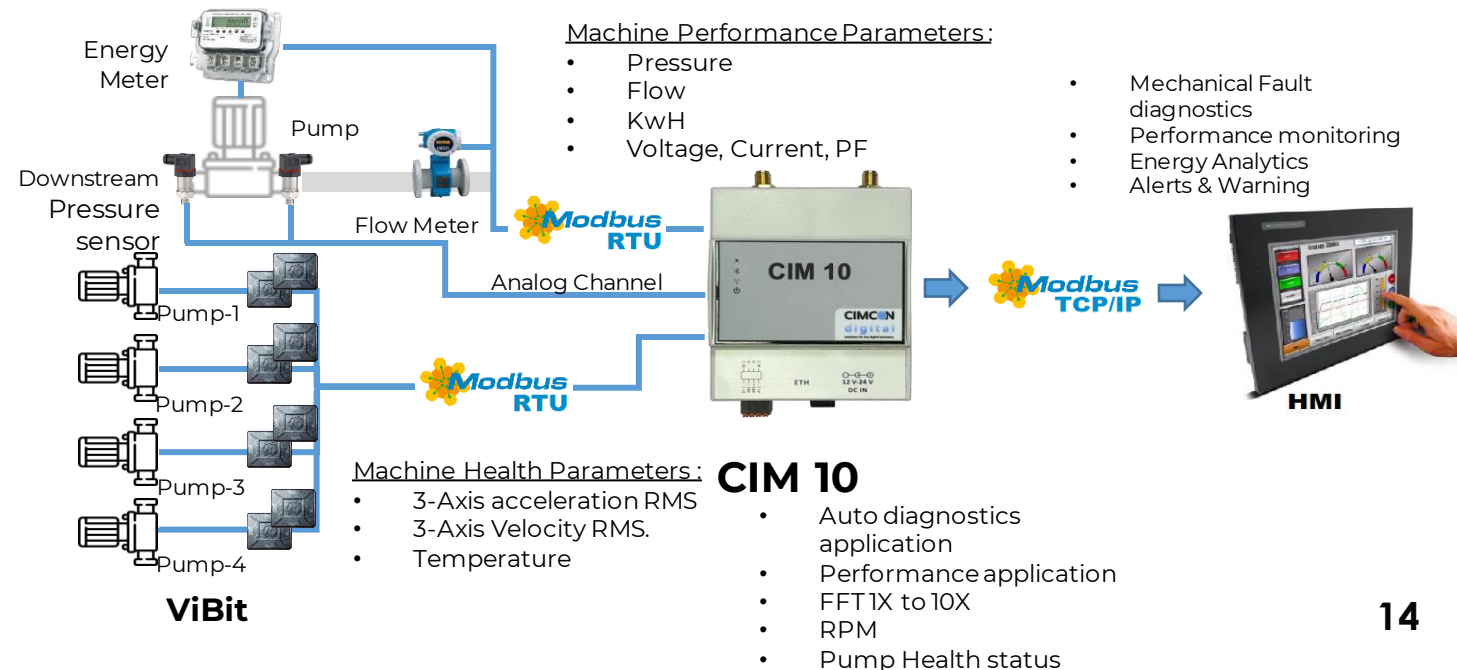 Energy
Meter
Pump
Downstream
Pressure
sensor
Flow Meter
Machine Performance Parameters :
• Pressure
• Flow
• KwH
• Voltage, Current, PF
• Mechanical Fault
diagnostics
• Performance monitoring
• Energy Analytics
• Alerts & Warning
Modbus
RTU
Analog Channel
CIM 10
CIMCON
digital
ETH
12 V-24 V
DC IN
Modbus
TCP/IP
HMI
Pump-1
Pump-2
Pump-3
Pump-4
ViBit
Modbus
RTU
Machine Health Parameters :
• 3-Axis acceleration RMS
• 3-Axis Velocity RMS.
• Temperature
CIM 10
• Auto diagnostics
application
• Performance application
• FFT 1X to 10X
• RPM
• Pump Health status
14